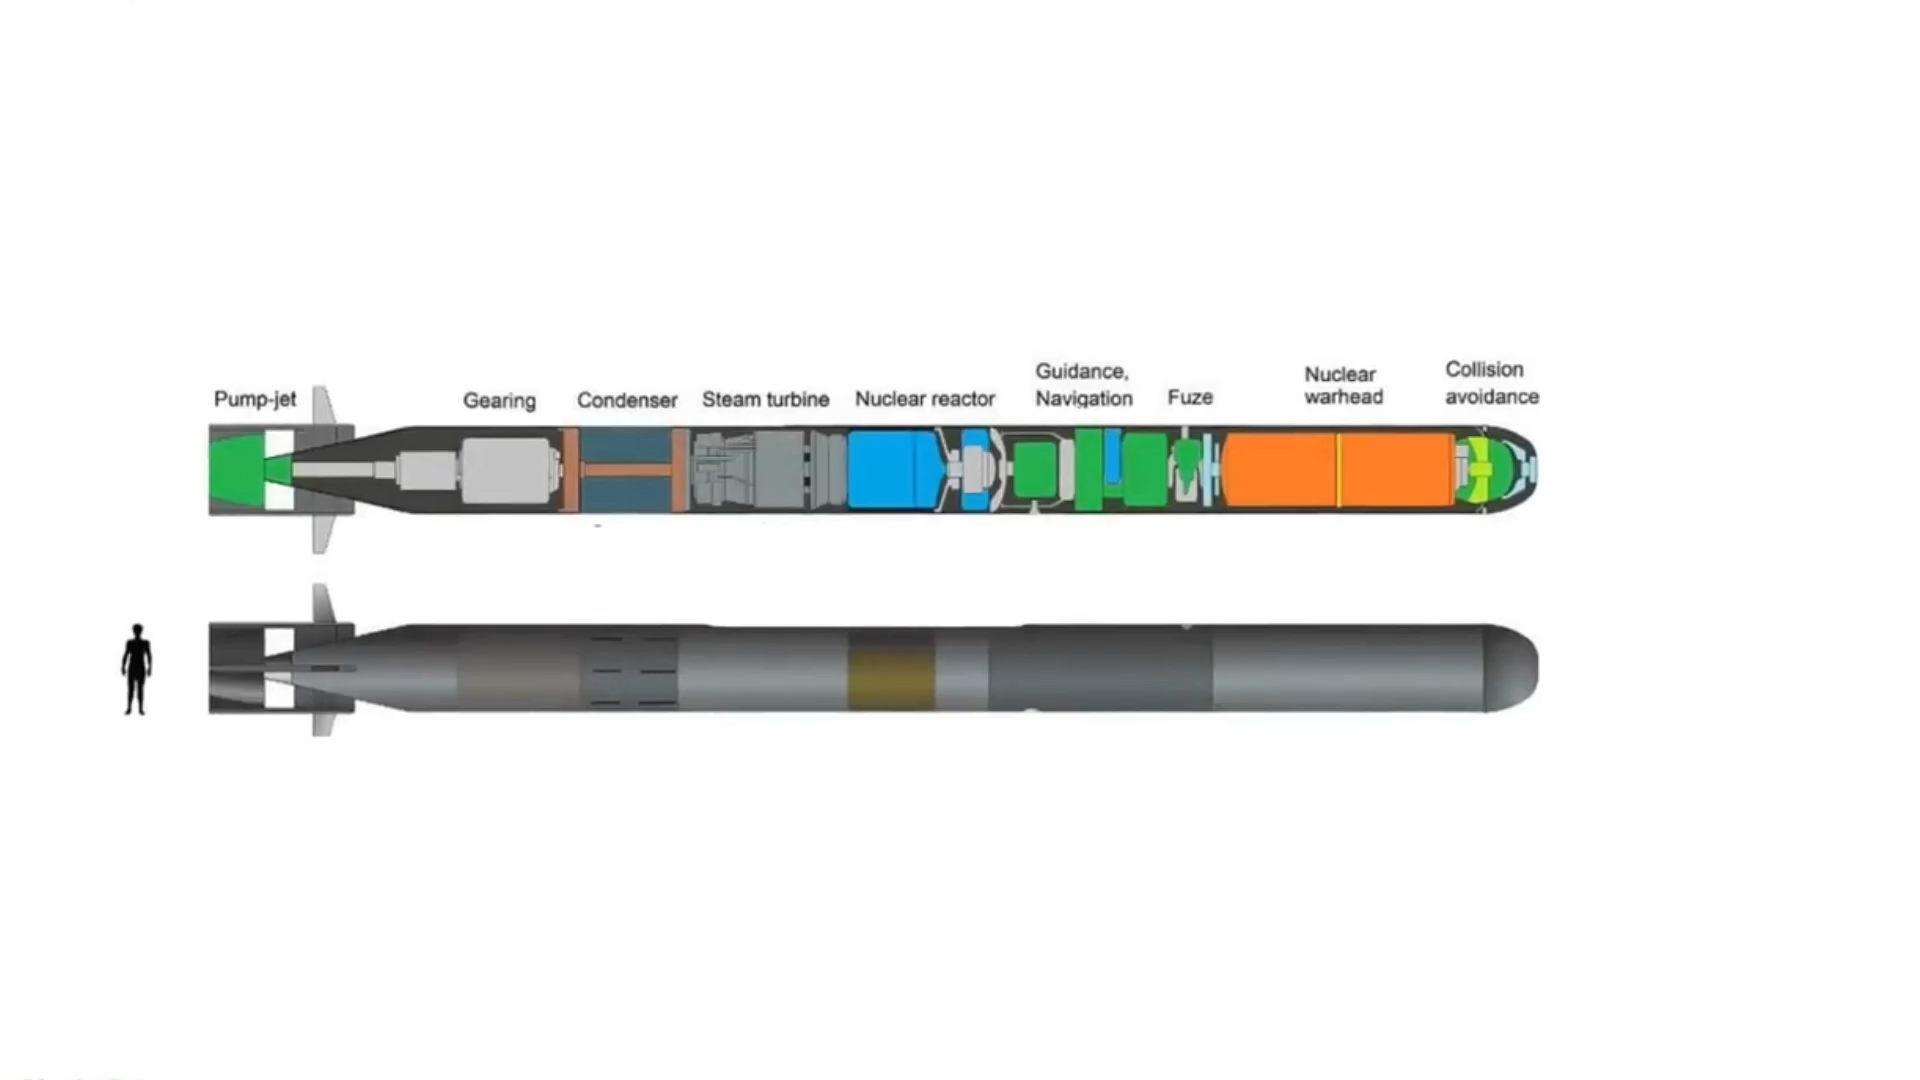 Pump-jet
Gearing
Condenser
Steam turbine
Nuclear reactor
Guidance,
Navigation
Fuze
Nuclear
warhead
Collision
avoidance